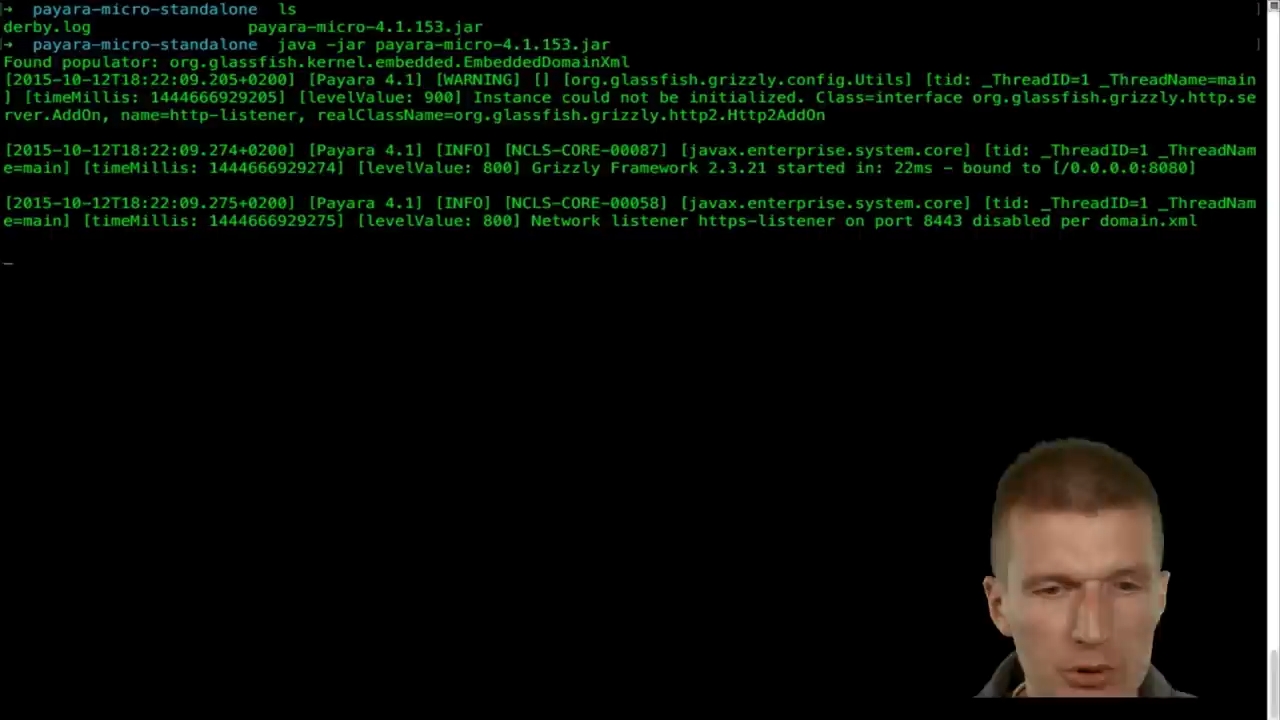 →  payara-micro-standalone  ls
derby.log                  payara-micro-4.1.153.jar
→  payara-micro-standalone  java -jar payara-micro-4.1.153.jar
Found populator: org.glassfish.kernel.embedded.EmbeddedDomainXml
[2015-10-12T18:22:09.205+0200] [Payara 4.1] [WARNING] [] [org.glassfish.grizzly.config.Utils] [tid: _ThreadID=1 _ThreadName=main
] [timeMillis: 1444666929205] [levelValue: 900] Instance could not be initialized. Class=interface org.glassfish.grizzly.http.se
rver.AddOn, name=http-listener, realClassName=org.glassfish.grizzly.http2.Http2AddOn
[2015-10-12T18:22:09.274+0200] [Payara 4.1] [INFO] [NCLS-CORE-00087] [javax.enterprise.system.core] [tid: _ThreadID=1 _ThreadNam
e=main] [timeMillis: 1444666929274] [levelValue: 800] Grizzly Framework 2.3.21 started in: 22ms - bound to [/0.0.0.0:8080]
[2015-10-12T18:22:09.275+0200] [Payara 4.1] [INFO] [NCLS-CORE-00058] [javax.enterprise.system.core] [tid: _ThreadID=1 _ThreadNam
e=main] [timeMillis: 1444666929275] [levelValue: 800] Network listener https-listener on port 8443 disabled per domain.xml